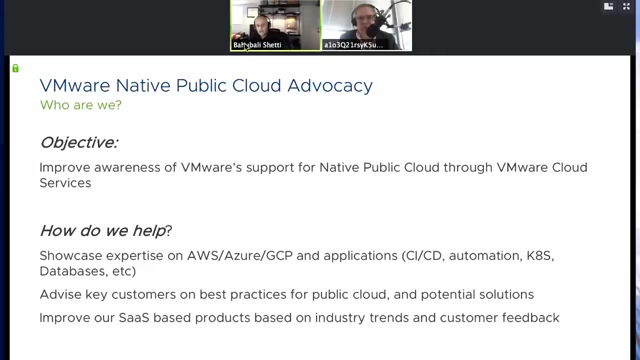 Bahubali Shetti
a1o3Q21rsyK5u...
VMware Native Public Cloud Advocacy
Who are we?
Objective:
Improve awareness of VMware's support for Native Public Cloud through VMware Cloud
Services
How do we help?
Showcase expertise on AWS/Azure/GCP and applications (CI/CD, automation, K8S,
Databases, etc)
Advise key customers on best practices for public cloud, and potential solutions
Improve our SaaS based products based on industry trends and customer feedback